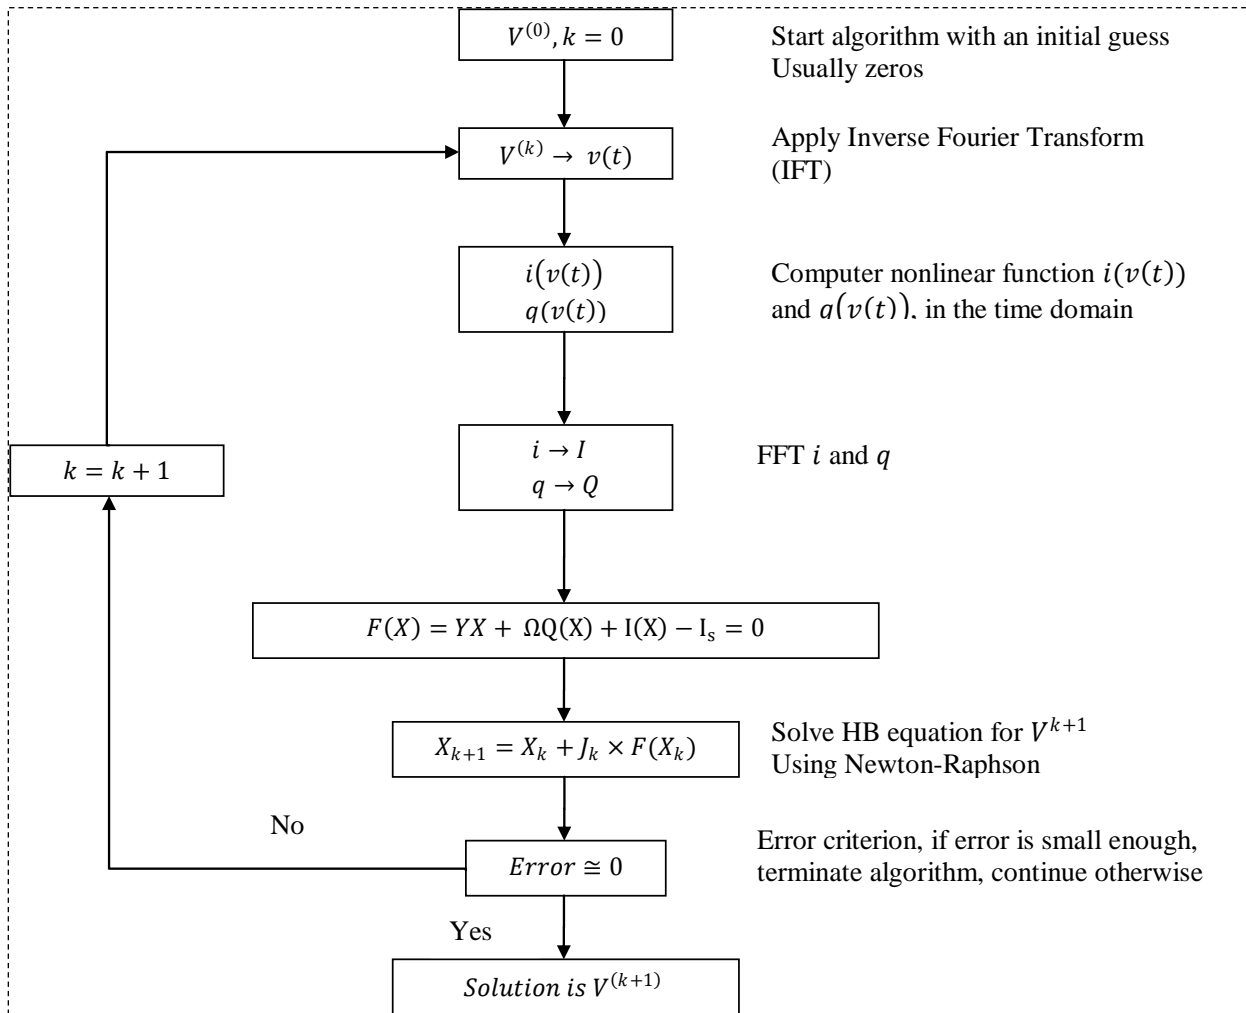 V^{(0)}, k = 0
Start algorithm with an initial guess
Usually zeros
V^{(k)} → v(t)
Apply Inverse Fourier Transform
(IFT)
i(v(t))
q(v(t))
Computer nonlinear function i(v(t))
and q(v(t)), in the time domain
i → I
q → Q
FFT i and q
k = k + 1
F(X) = YX + ΩQ(X) + I(X) − I_s = 0
X_{k+1} = X_k + J_k × F(X_k)
Solve HB equation for V^{k+1}
Using Newton-Raphson
No
Error ≅ 0
Error criterion, if error is small enough,
terminate algorithm, continue otherwise
Yes
Solution is V^{(k+1)}